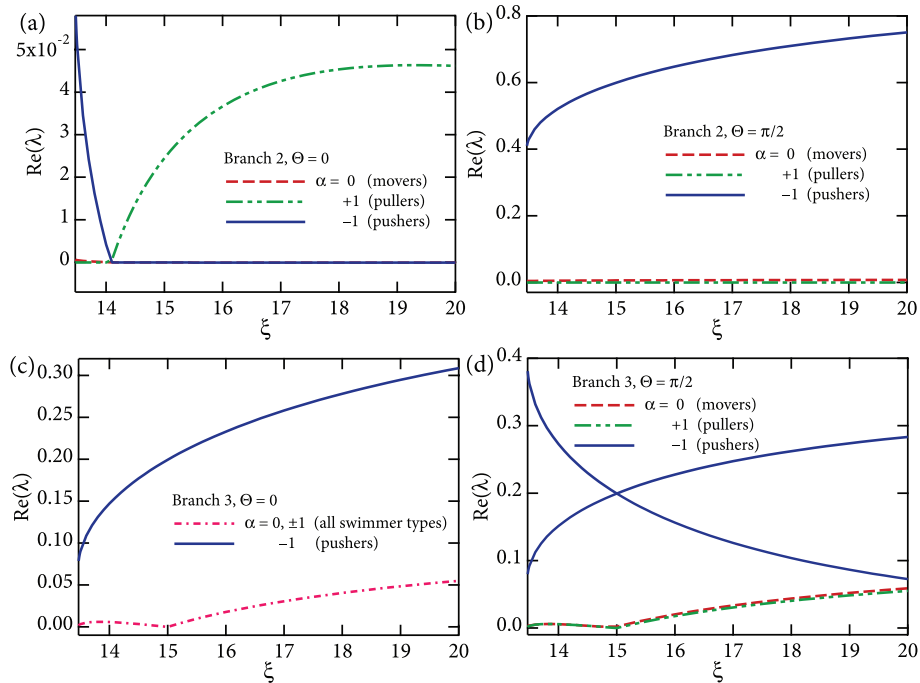 (a)
5x10⁻²
4
3
2
1
0
Re(λ)
Branch 2, Θ = 0
α = 0 (movers)
+1 (pullers)
−1 (pushers)
14 15 16 17 18 19 20
ξ
(b)
0.8
0.6
0.4
0.2
0.0
Re(λ)
Branch 2, Θ = π/2
α = 0 (movers)
+1 (pullers)
−1 (pushers)
14 15 16 17 18 19 20
ξ
(c)
0.30
0.25
0.20
0.15
0.10
0.05
0.00
Re(λ)
Branch 3, Θ = 0
α = 0, ±1 (all swimmer types)
−1 (pushers)
14 15 16 17 18 19 20
ξ
(d)
0.4
0.3
0.2
0.1
0.0
Re(λ)
Branch 3, Θ = π/2
α = 0 (movers)
+1 (pullers)
−1 (pushers)
14 15 16 17 18 19 20
ξ